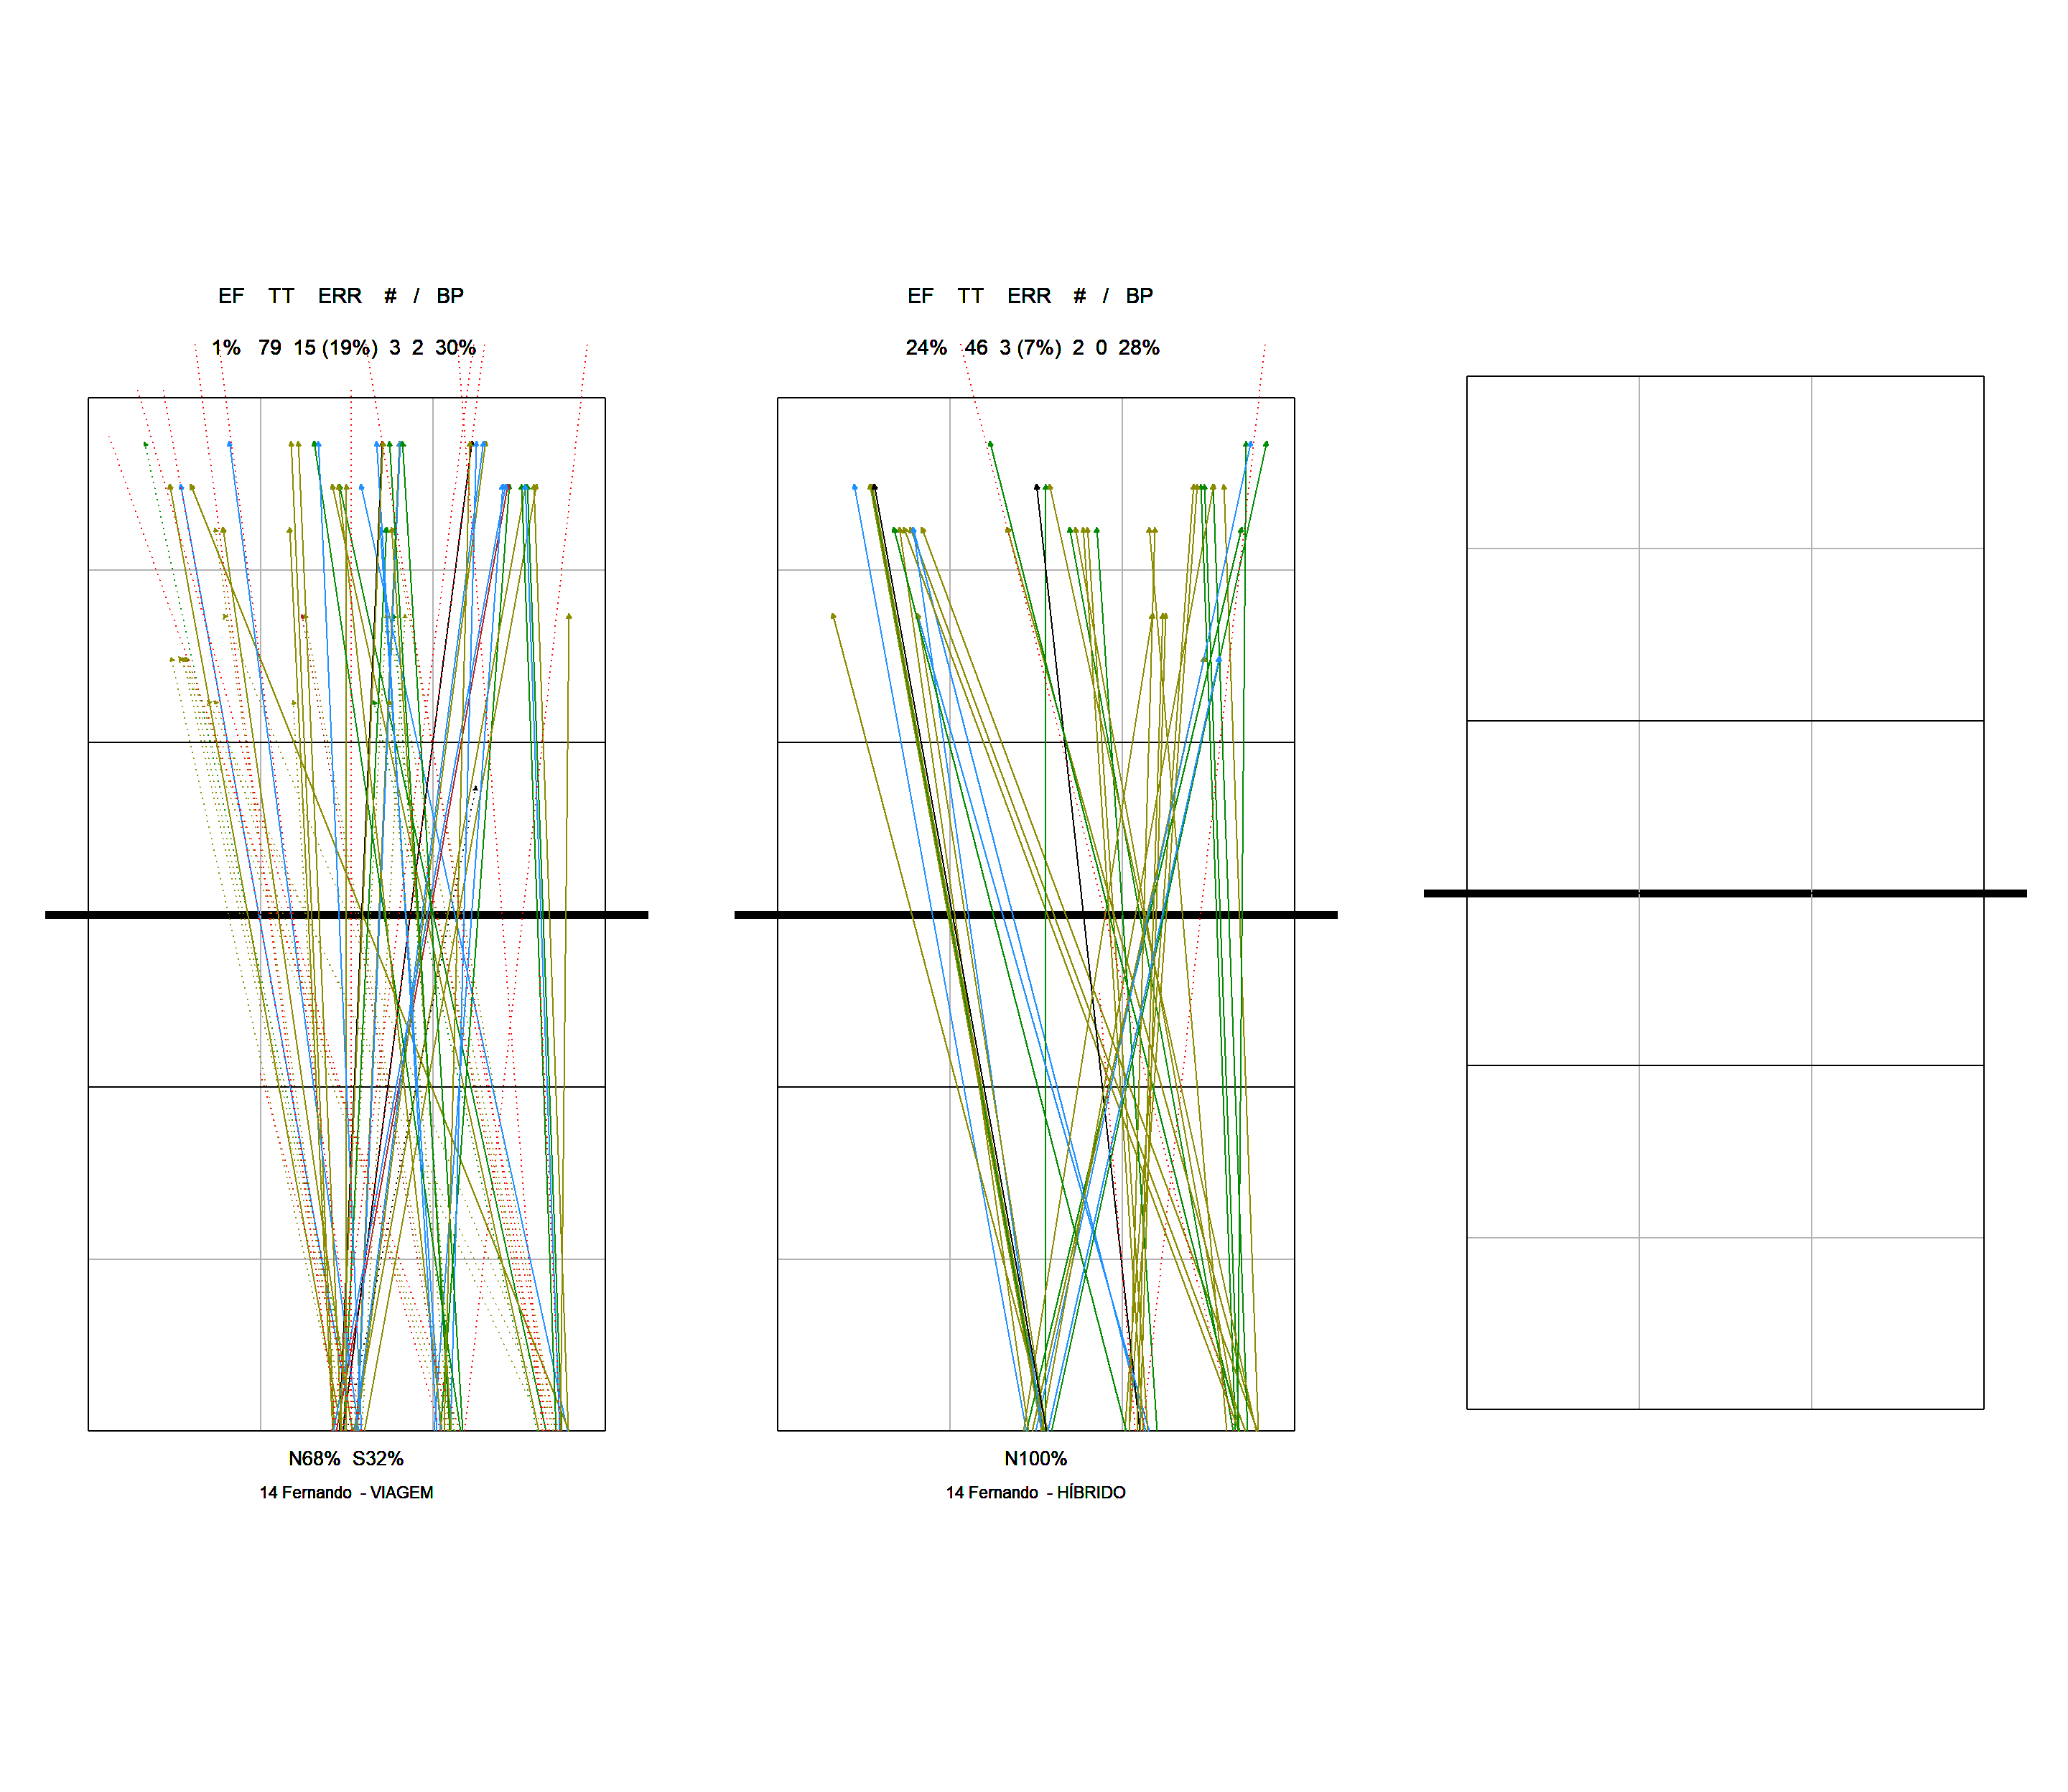 EF TT ERR # / BP
1% 79 15 (19%) 3 2 30%
N68% S32%
14 Fernando - VIAGEM
EF TT ERR # / BP
24% 46 3 (7%) 2 0 28%
N100%
14 Fernando - HÍBRIDO